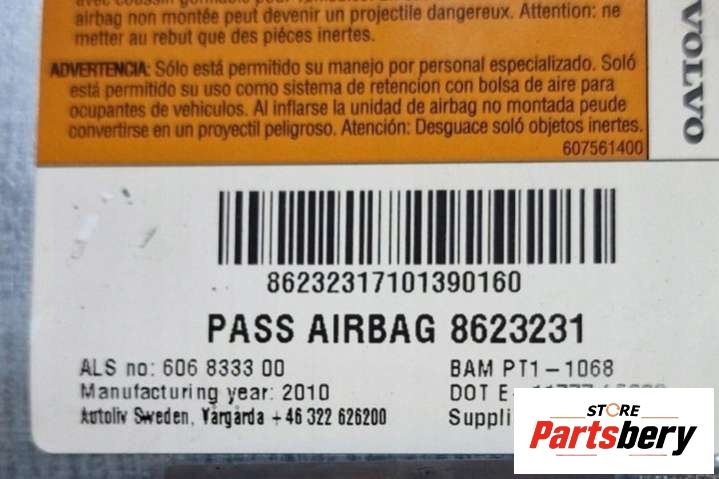 airbag non montée peut devenir un projectile dangereux. Attention: ne
metter au rebut que des piéces inertes.
ADVERTENCIA: Sólo está permitido su manejo por personal especializado. Soló
está permitido su uso como sistema de retencion con bolsa de aire para
ocupantes de vehiculos. Al inflarse la unidad de airbag no montada peude
convertirse en un proyectil peligroso. Atención: Desguace soló objetos inertes.
607561400
VOLVO
86232317101390160
PASS AIRBAG 8623231
ALS no: 606 8333 00
BAM PT1-1068
Manufacturing year: 2010
DOT E
Autoliv Sweden, Vårgårda +46 322 626200
Suppli
STORE
Partsbery